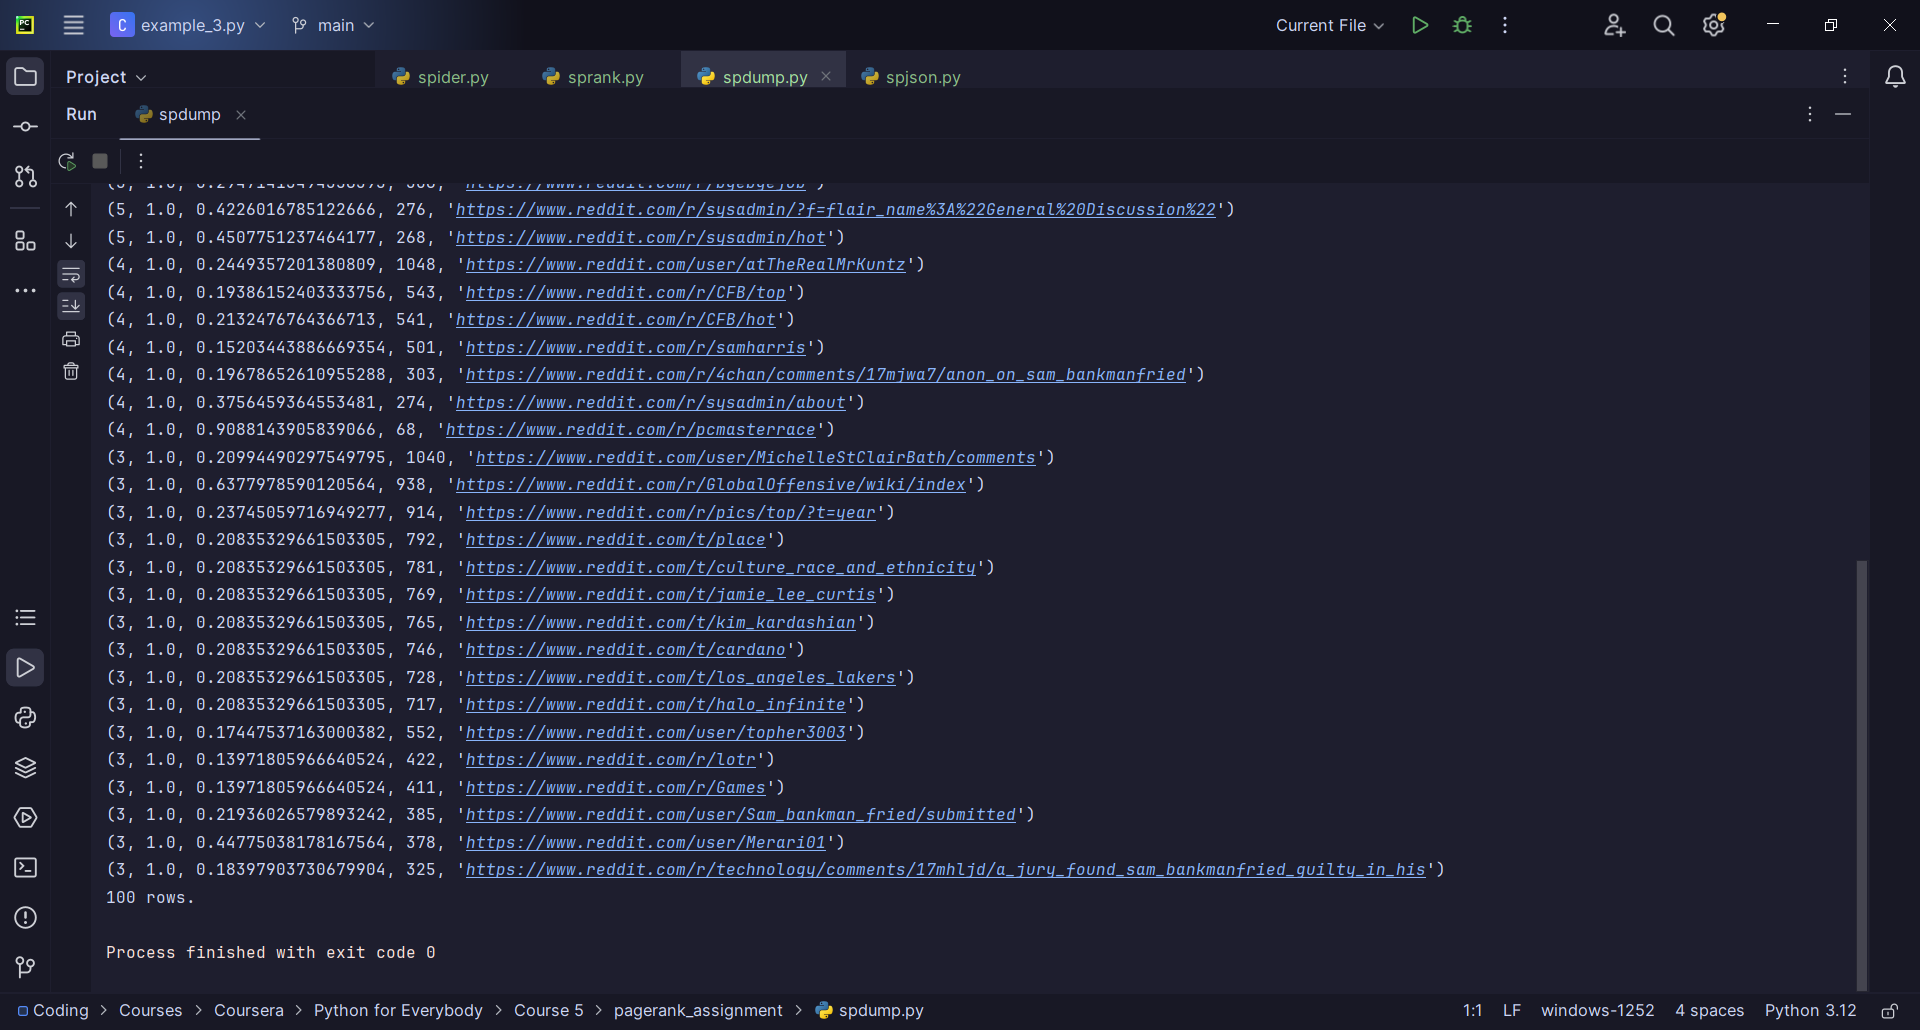 PC
C example_3.py main Current File
Project spider.py sprank.py spdump.py spjson.py
Run spdump
(5, 1.0, 0.4226016785122666, 276, 'https://www.reddit.com/r/sysadmin/?f=flair_name%3A%22General%20Discussion%22')
(5, 1.0, 0.4507751237464177, 268, 'https://www.reddit.com/r/sysadmin/hot')
(4, 1.0, 0.2449357201380809, 1048, 'https://www.reddit.com/user/atTheRealMrKuntz')
(4, 1.0, 0.19386152403333756, 543, 'https://www.reddit.com/r/CFB/top')
(4, 1.0, 0.2132476764366713, 541, 'https://www.reddit.com/r/CFB/hot')
(4, 1.0, 0.15203443886669354, 501, 'https://www.reddit.com/r/samharris')
(4, 1.0, 0.19678652610955288, 303, 'https://www.reddit.com/r/4chan/comments/17mjwa7/anon_on_sam_bankmanfried')
(4, 1.0, 0.3756459364553481, 274, 'https://www.reddit.com/r/sysadmin/about')
(4, 1.0, 0.9088143905839066, 68, 'https://www.reddit.com/r/pcmasterrace')
(3, 1.0, 0.20994490297549795, 1040, 'https://www.reddit.com/user/MichelleStClairBath/comments')
(3, 1.0, 0.6377978590120564, 938, 'https://www.reddit.com/r/GlobalOffensive/wiki/index')
(3, 1.0, 0.23745059716949277, 914, 'https://www.reddit.com/r/pics/top/?t=year')
(3, 1.0, 0.20835329661503305, 792, 'https://www.reddit.com/t/place')
(3, 1.0, 0.20835329661503305, 781, 'https://www.reddit.com/t/culture_race_and_ethnicity')
(3, 1.0, 0.20835329661503305, 769, 'https://www.reddit.com/t/jamie_lee_curtis')
(3, 1.0, 0.20835329661503305, 765, 'https://www.reddit.com/t/kim_kardashian')
(3, 1.0, 0.20835329661503305, 746, 'https://www.reddit.com/t/cardano')
(3, 1.0, 0.20835329661503305, 728, 'https://www.reddit.com/t/los_angeles_lakers')
(3, 1.0, 0.20835329661503305, 717, 'https://www.reddit.com/t/halo_infinite')
(3, 1.0, 0.17447537163000382, 552, 'https://www.reddit.com/user/topher3003')
(3, 1.0, 0.13971805966640524, 422, 'https://www.reddit.com/r/lotr')
(3, 1.0, 0.13971805966640524, 411, 'https://www.reddit.com/r/Games')
(3, 1.0, 0.21936026579893242, 385, 'https://www.reddit.com/user/Sam_bankman_fried/submitted')
(3, 1.0, 0.44775038178167564, 378, 'https://www.reddit.com/user/Merari01')
(3, 1.0, 0.18397903730679904, 325, 'https://www.reddit.com/r/technology/comments/17mhljd/a_jury_found_sam_bankmanfried_guilty_in_his')
100 rows.
Process finished with exit code 0
Coding > Courses > Coursera > Python for Everybody > Course 5 > pagerank_assignment > spdump.py 1:1 LF windows-1252 4 spaces Python 3.12